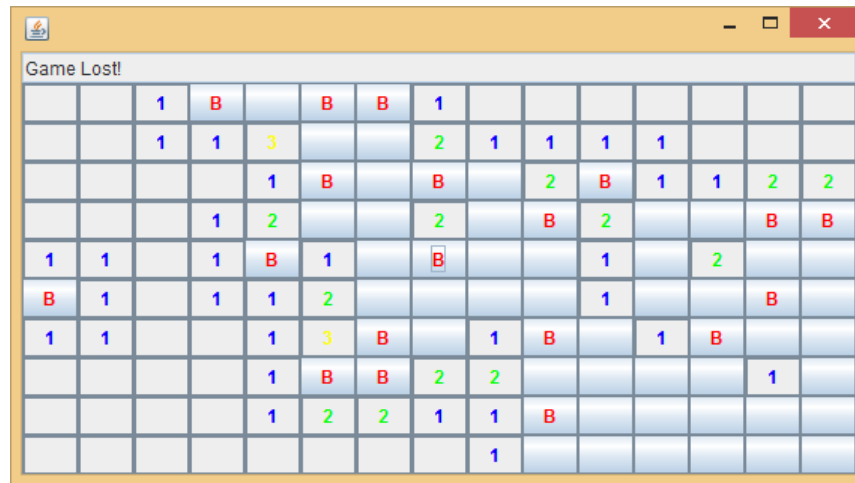 Game Lost!
1 B B B 1
1 1 3 2 1 1 1 1
1 B B 2 B 1 1 2 2
1 2 2 B 2 B B
1 1 1 B 1 B 1 2
B 1 1 1 2 1 B
1 1 1 3 B 1 B 1 B
1 B B 2 2 1
1 2 2 1 1 B
1